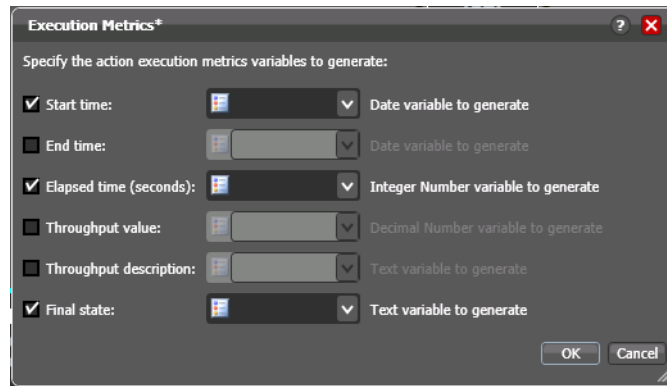 Execution Metrics*
?
Specify the action execution metrics variables to generate:
Start time: Date variable to generate
End time: Date variable to generate
Elapsed time (seconds): Integer Number variable to generate
Throughput value: Decimal Number variable to generate
Throughput description: Text variable to generate
Final state: Text variable to generate
OK Cancel